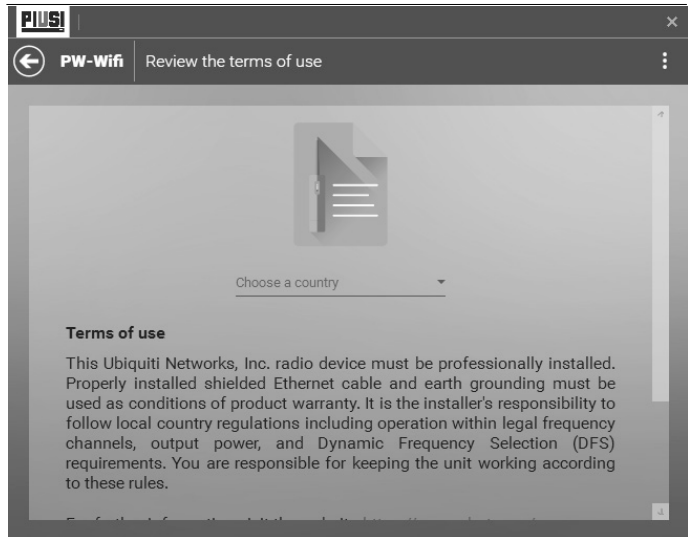 PIUSI
PW-Wifi Review the terms of use
Choose a country
Terms of use
This Ubiquiti Networks, Inc. radio device must be professionally installed.
Properly installed shielded Ethernet cable and earth grounding must be
used as conditions of product warranty. It is the installer's responsibility to
follow local country regulations including operation within legal frequency
channels, output power, and Dynamic Frequency Selection (DFS)
requirements. You are responsible for keeping the unit working according
to these rules.